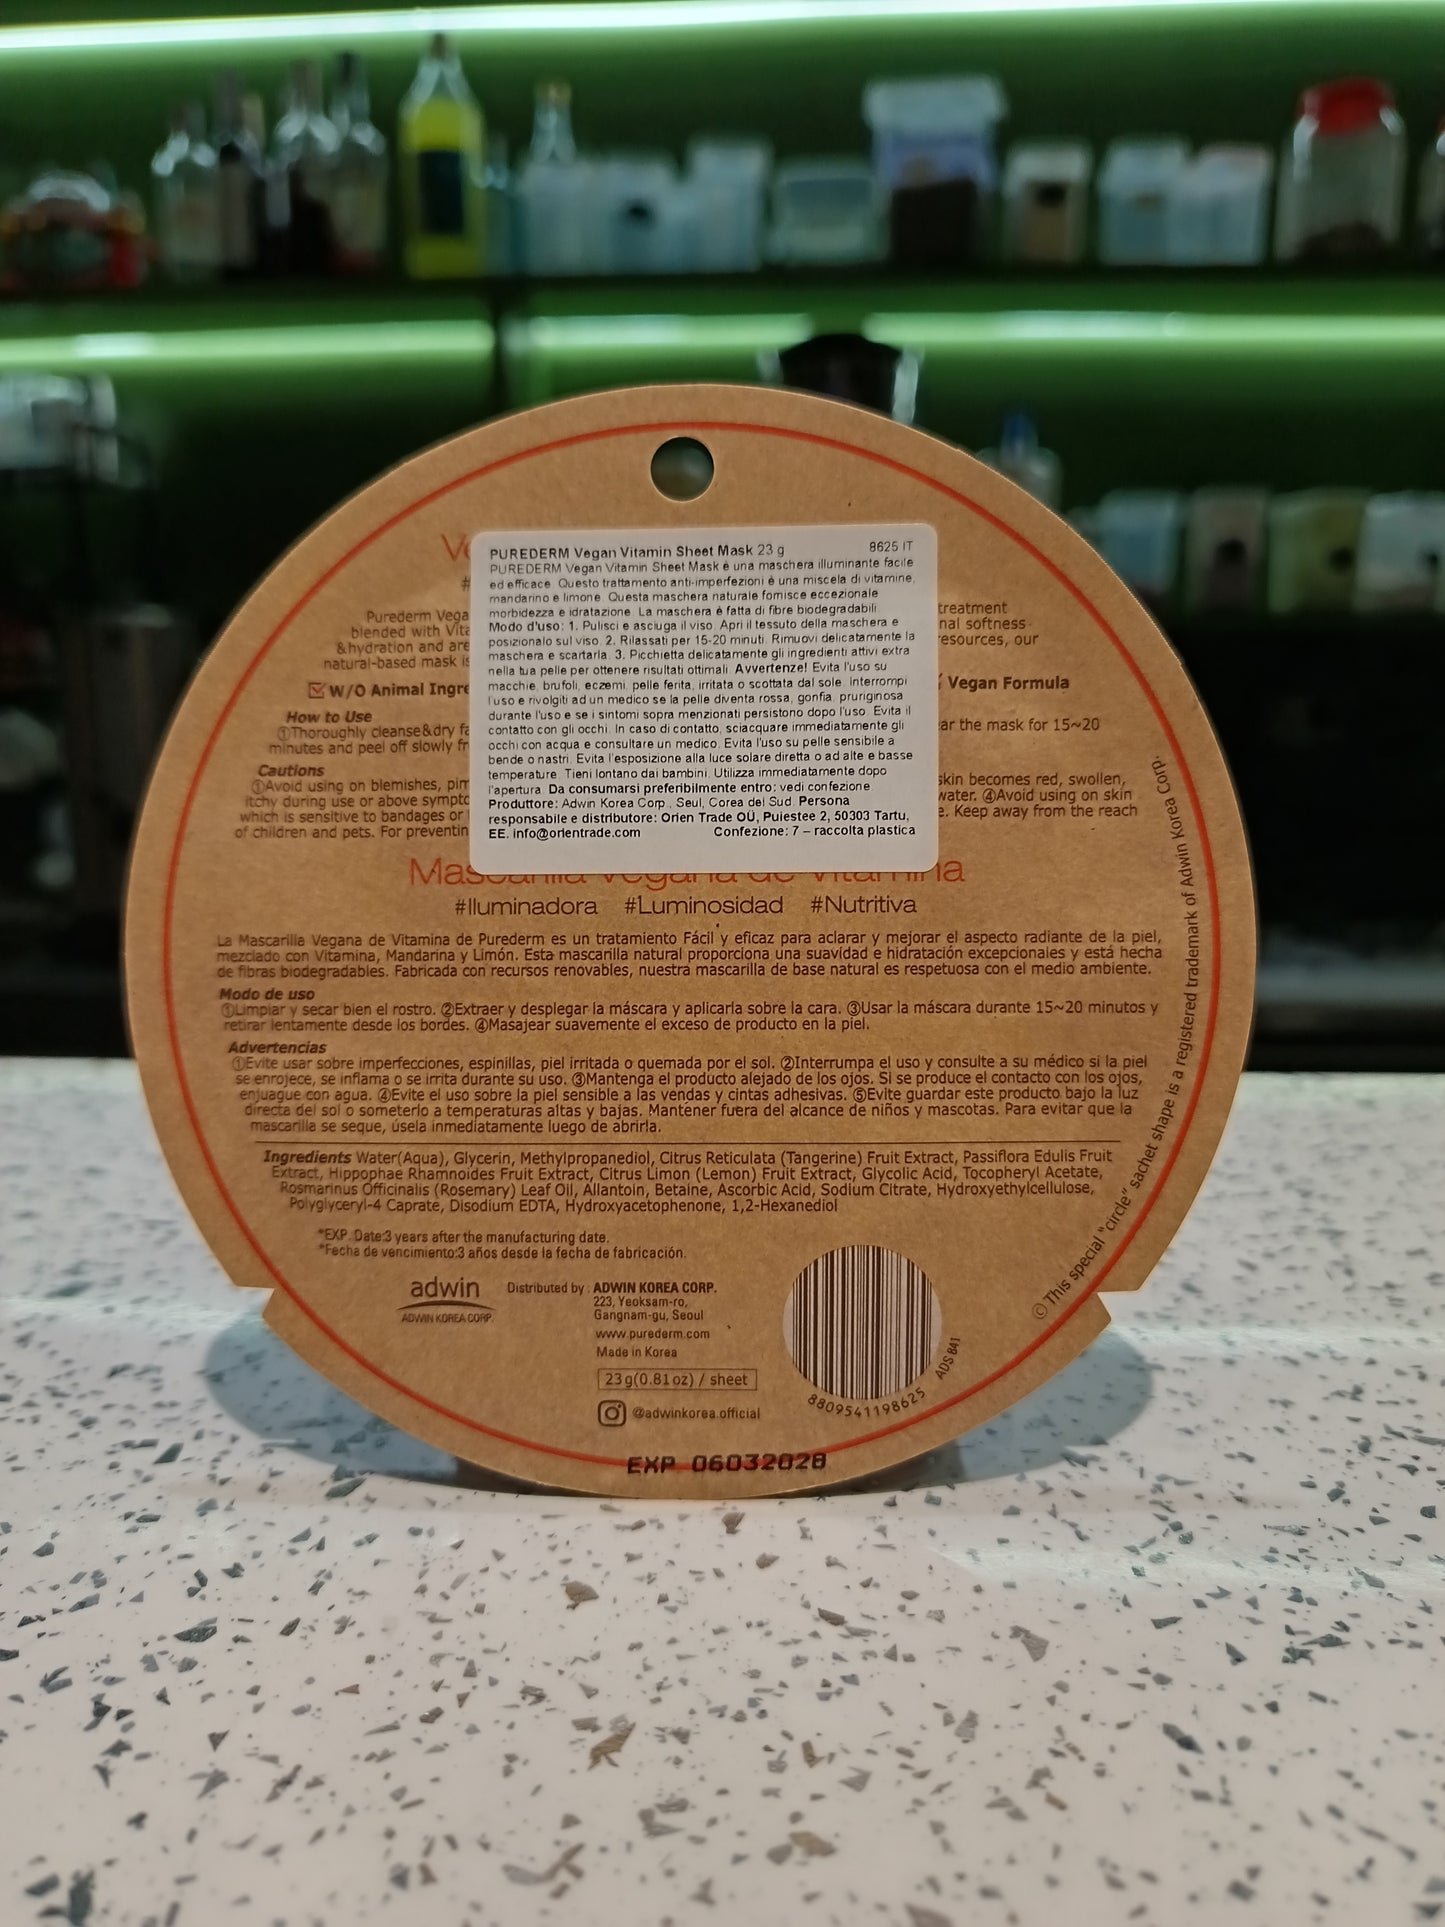 PUREDERM Vegan Vitamin Sheet Mask 23 g 8625 IT
PUREDERM Vegan Vitamin Sheet Mask è una maschera illuminante facile
ed efficace. Questo trattamento anti-imperfezioni è una miscela di vitamine,
mandarino e limone. Questa maschera naturale fornisce eccezionale
morbidezza e idratazione. La maschera è fatta di fibre biodegradabili.
Modo d'uso: 1. Pulisci e asciuga il viso. Apri il tessuto della maschera e
posizionalo sul viso. 2. Rilassati per 15-20 minuti. Rimuovi delicatamente la
maschera e scartarla. 3. Picchietta delicatamente gli ingredienti attivi extra
nella tua pelle per ottenere risultati ottimali. Avvertenze! Evita l'uso su
macchie, brufoli, eczemi, pelle ferita, irritata o scottata dal sole. Interrompi
l'uso e rivolgiti ad un medico se la pelle diventa rossa, gonfia, pruriginosa
durante l'uso e se i sintomi sopra menzionati persistono dopo l'uso. Evita il
contatto con gli occhi. In caso di contatto, sciacquare immediatamente gli
occhi con acqua e consultare un medico. Evita l'uso su pelle sensibile a
bende o nastri. Evita l'esposizione alla luce solare diretta o ad alte e basse
temperature. Tieni lontano dai bambini. Utilizza immediatamente dopo
l'apertura. Da consumarsi preferibilmente entro: vedi confezione
Produttore: Adwin Korea Corp., Seul, Corea del Sud. Persona
responsabile e distributore: Orien Trade OÜ, Puiestee 2, 50303 Tartu,
EE. info@orientrade.com Confezione: 7 – raccolta plastica
Purederm Vega treatment
blended with Vita nal softness
&hydration and are esources, our
natural-based mask is
W/O Animal Ingre Vegan Formula
How to Use
①Thoroughly cleanse&dry fa ar the mask for 15~20
minutes and peel off slowly fr
Cautions
①Avoid using on blemishes, pim skin becomes red, swollen,
itchy during use or above sympto water. ④Avoid using on skin
which is sensitive to bandages or e. Keep away from the reach
of children and pets. For preventin
Mascarilla Vegana de Vitamina
#Iluminadora #Luminosidad #Nutritiva
La Mascarilla Vegana de Vitamina de Purederm es un tratamiento Fácil y eficaz para aclarar y mejorar el aspecto radiante de la piel,
mezclado con Vitamina, Mandarina y Limón. Esta mascarilla natural proporciona una suavidad e hidratación excepcionales y está hecha
de fibras biodegradables. Fabricada con recursos renovables, nuestra mascarilla de base natural es respetuosa con el medio ambiente.
Modo de uso
①Limpiar y secar bien el rostro. ②Extraer y desplegar la máscara y aplicarla sobre la cara. ③Usar la máscara durante 15~20 minutos y
retirar lentamente desde los bordes. ④Masajear suavemente el exceso de producto en la piel.
Advertencias
①Evite usar sobre imperfecciones, espinillas, piel irritada o quemada por el sol. ②Interrumpa el uso y consulte a su médico si la piel
se enrojece, se inflama o se irrita durante su uso. ③Mantenga el producto alejado de los ojos. Si se produce el contacto con los ojos,
enjuague con agua. ④Evite el uso sobre la piel sensible a las vendas y cintas adhesivas. ⑤Evite guardar este producto bajo la luz
directa del sol o someterlo a temperaturas altas y bajas. Mantener fuera del alcance de niños y mascotas. Para evitar que la
mascarilla se seque, úsela inmediatamente luego de abrirla.
Ingredients Water(Aqua), Glycerin, Methylpropanediol, Citrus Reticulata (Tangerine) Fruit Extract, Passiflora Edulis Fruit
Extract, Hippophae Rhamnoides Fruit Extract, Citrus Limon (Lemon) Fruit Extract, Glycolic Acid, Tocopheryl Acetate,
Rosmarinus Officinalis (Rosemary) Leaf Oil, Allantoin, Betaine, Ascorbic Acid, Sodium Citrate, Hydroxyethylcellulose,
Polyglyceryl-4 Caprate, Disodium EDTA, Hydroxyacetophenone, 1,2-Hexanediol
*EXP. Date:3 years after the manufacturing date.
*Fecha de vencimiento:3 años desde la fecha de fabricación.
adwin
ADWIN KOREA CORP.
Distributed by : ADWIN KOREA CORP.
223, Yeoksam-ro,
Gangnam-gu, Seoul
www.purederm.com
Made in Korea
23g(0.81oz) / sheet
@adwinkorea.official
8809541198625
ADS 841
© This special "circle" sachet shape is a registered trademark of Adwin Korea Corp.
EXP 06032028